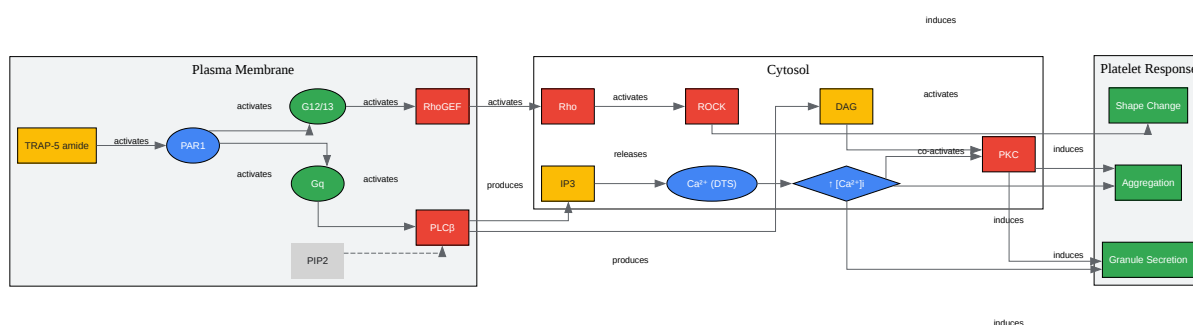 induces
Plasma Membrane
Cytosol
Platelet Response
activates
G12/13
activates
RhoGEF
activates
Rho
activates
ROCK
DAG
activates
Shape Change
TRAP-5 amide
activates
PAR1
activates
Gq
activates
produces
IP3
releases
Ca²⁺ (DTS)
↑ [Ca²⁺]i
co-activates
PKC
induces
Aggregation
PLCβ
induces
PIP2
produces
induces
Granule Secretion
induces